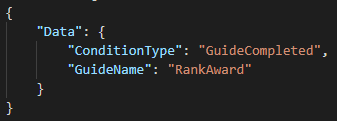 {
    "Data": {
        "ConditionType": "GuideCompleted",
        "GuideName": "RankAward"
    }
}